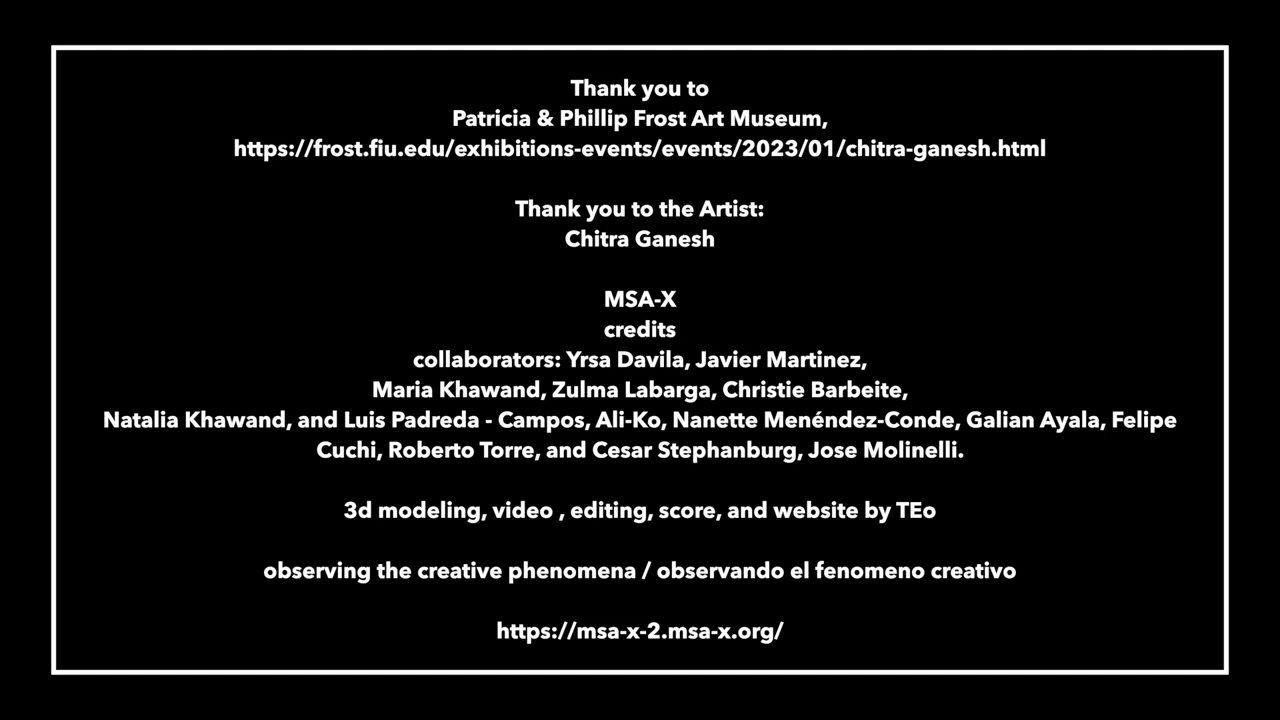 Thank you to
Patricia & Phillip Frost Art Museum,
https://frost.fiu.edu/exhibitions-events/events/2023/01/chitra-ganesh.html
Thank you to the Artist:
Chitra Ganesh
MSA-X
credits
collaborators: Yrsa Davila, Javier Martinez,
Maria Khawand, Zulma Labarga, Christie Barbeite,
Natalia Khawand, and Luis Padreda - Campos, Ali-Ko, Nanette Menéndez-Conde, Galian Ayala, Felipe
Cuchi, Roberto Torre, and Cesar Stephanburg, Jose Molinelli.
3d modeling, video , editing, score, and website by TEo
observing the creative phenomena / observando el fenomeno creativo
https://msa-x-2.msa-x.org/